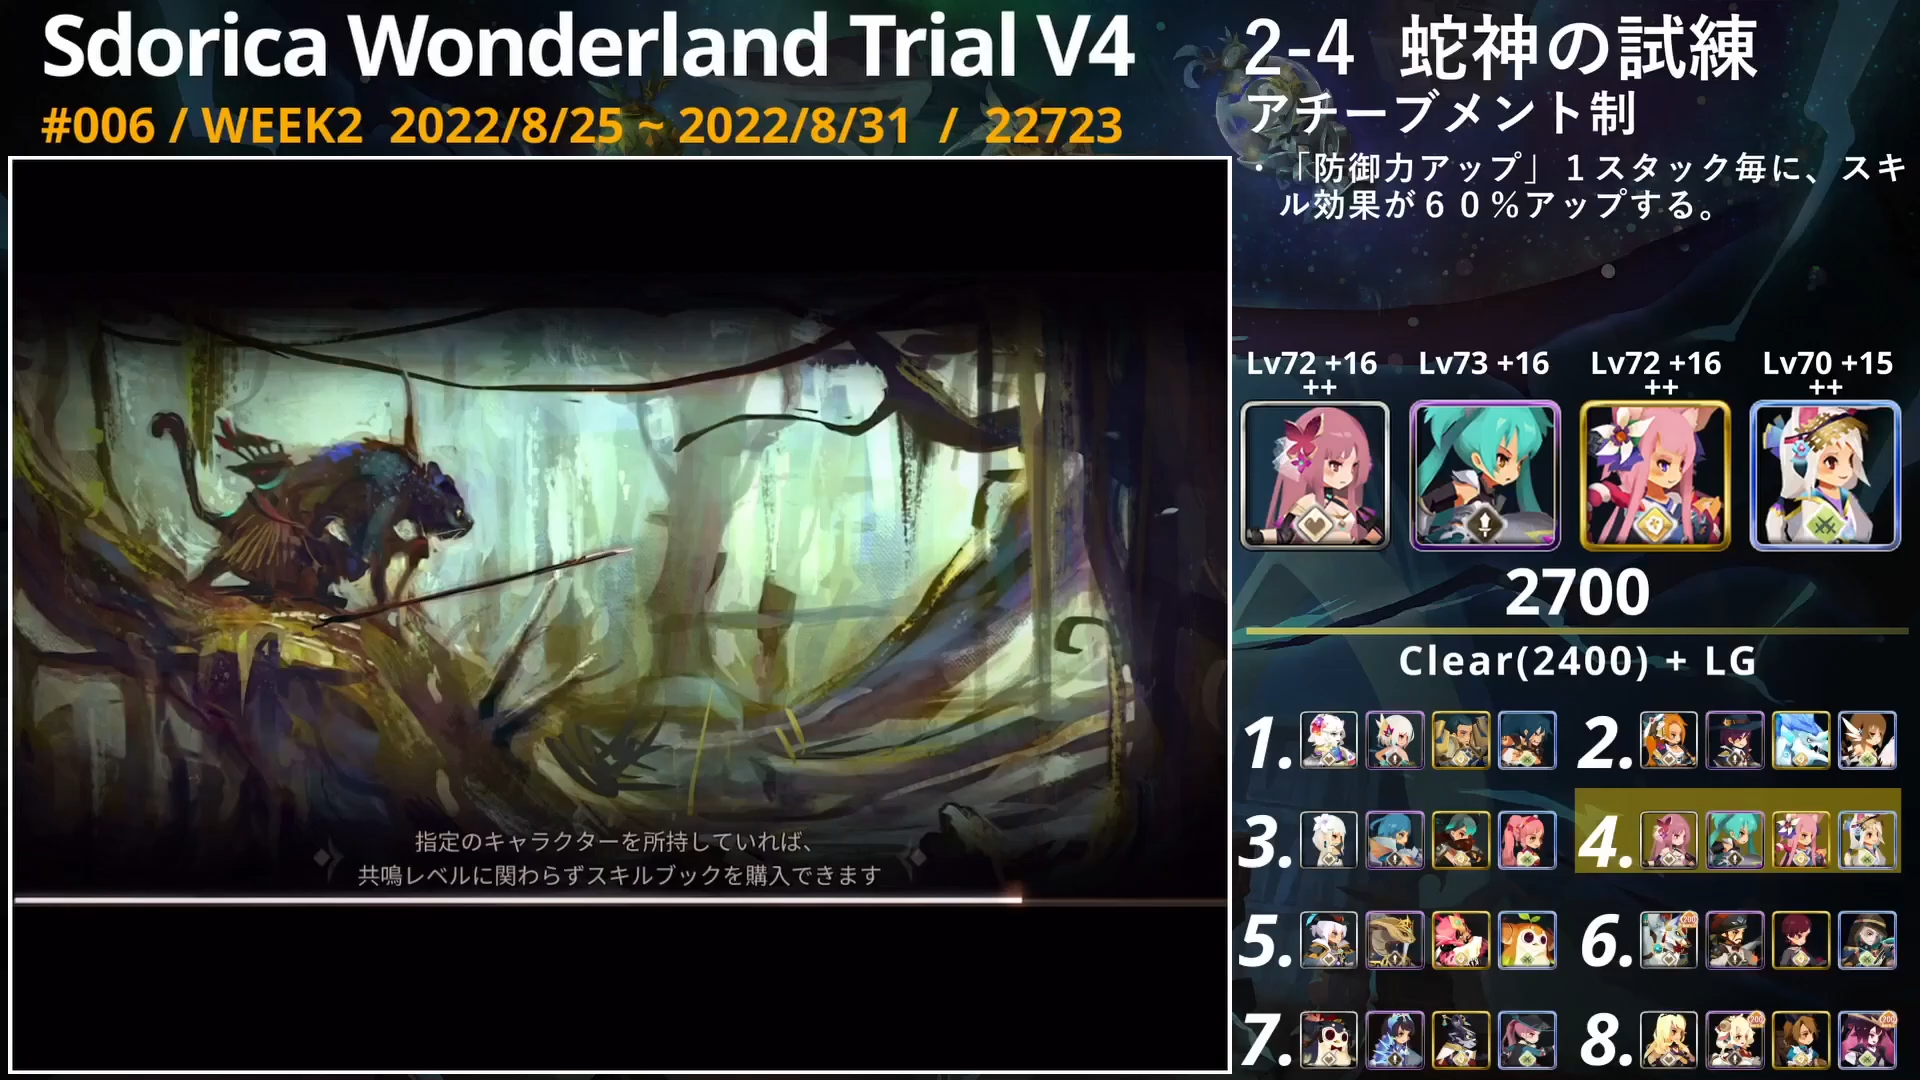 Sdorica Wonderland Trial V4
#006 / WEEK2 2022/8/25 ~ 2022/8/31 / 22723
2-4 蛇神の試練
アチーブメント制
・「防御力アップ」１スタック毎に、スキ
ル効果が６０％アップする。
Lv72 +16
++
Lv73 +16
Lv72 +16
++
Lv70 +15
++
2700
Clear(2400) + LG
1.
2.
3.
4.
5.
6.
7.
8.
指定のキャラクターを所持していれば、
共鳴レベルに関わらずスキルブックを購入できます